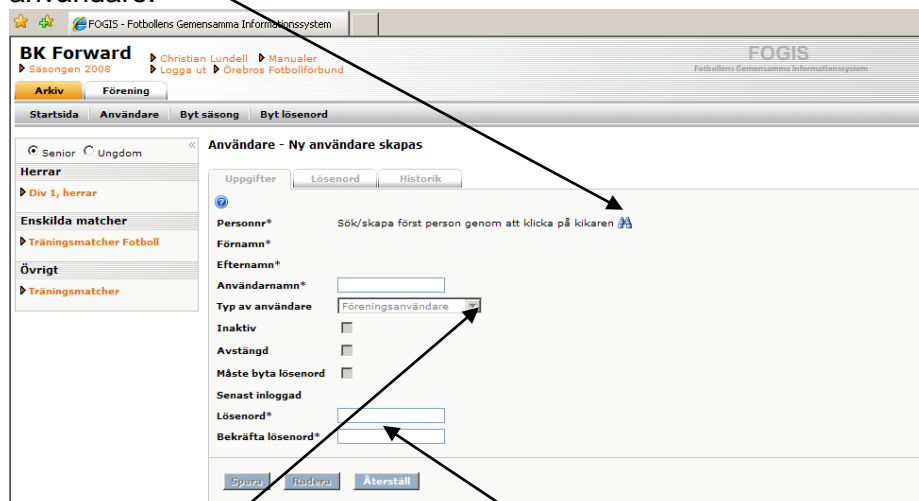 användare.
FOGIS - Fotbollens Gemensamma Informationssystem
BK Forward
Christian Lundell Manualer
Säsongen 2008 Logga ut Örebros Fotbollförbund
FOGIS
Fotbollens Gemensamma Informationssystem
Arkiv Förening
Startsida Användare Byt säsong Byt lösenord
Senior Ungdom «
Herrar
Div 1, herrar
Enskilda matcher
Träningsmatcher Fotboll
Övrigt
Träningsmatcher
Användare - Ny användare skapas
Uppgifter Lösenord Historik
Personnr* Sök/skapa först person genom att klicka på kikaren
Förnamn*
Efternamn*
Användarnamn*
Typ av användare Föreningsanvändare
Inaktiv
Avstängd
Måste byta lösenord
Senast inloggad
Lösenord*
Bekräfta lösenord*
Spara Radera Återställ